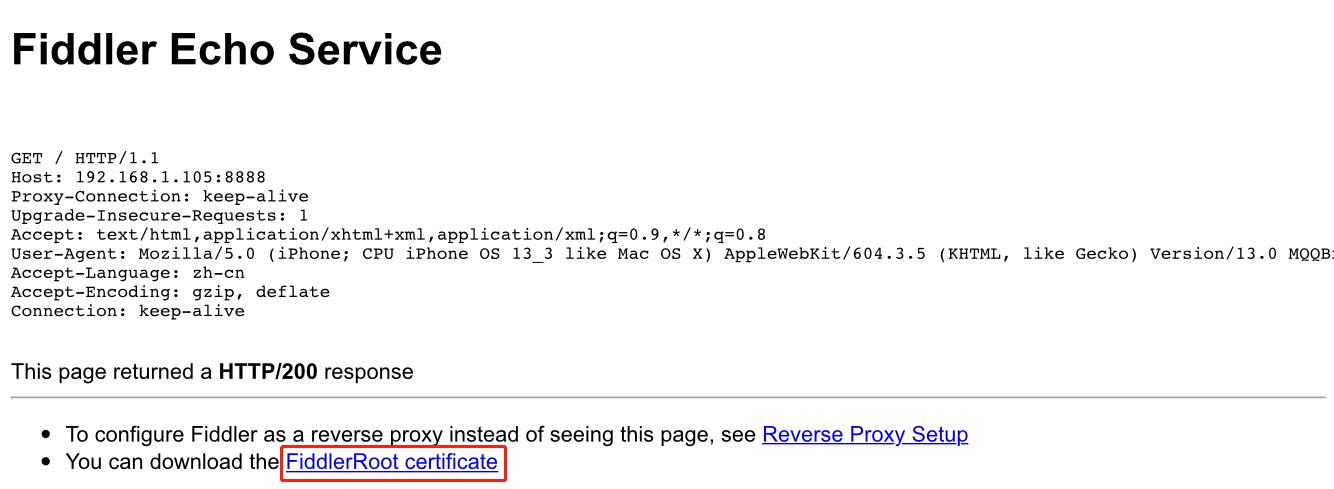 Fiddler Echo Service
GET / HTTP/1.1
Host: 192.168.1.105:8888
Proxy-Connection: keep-alive
Upgrade-Insecure-Requests: 1
Accept: text/html,application/xhtml+xml,application/xml;q=0.9,*/*;q=0.8
User-Agent: Mozilla/5.0 (iPhone; CPU iPhone OS 13_3 like Mac OS X) AppleWebKit/604.3.5 (KHTML, like Gecko) Version/13.0
Accept-Language: zh-cn
Accept-Encoding: gzip, deflate
Connection: keep-alive
This page returned a HTTP/200 response
• To configure Fiddler as a reverse proxy instead of seeing this page, see Reverse Proxy Setup
• You can download the FiddlerRoot certificate